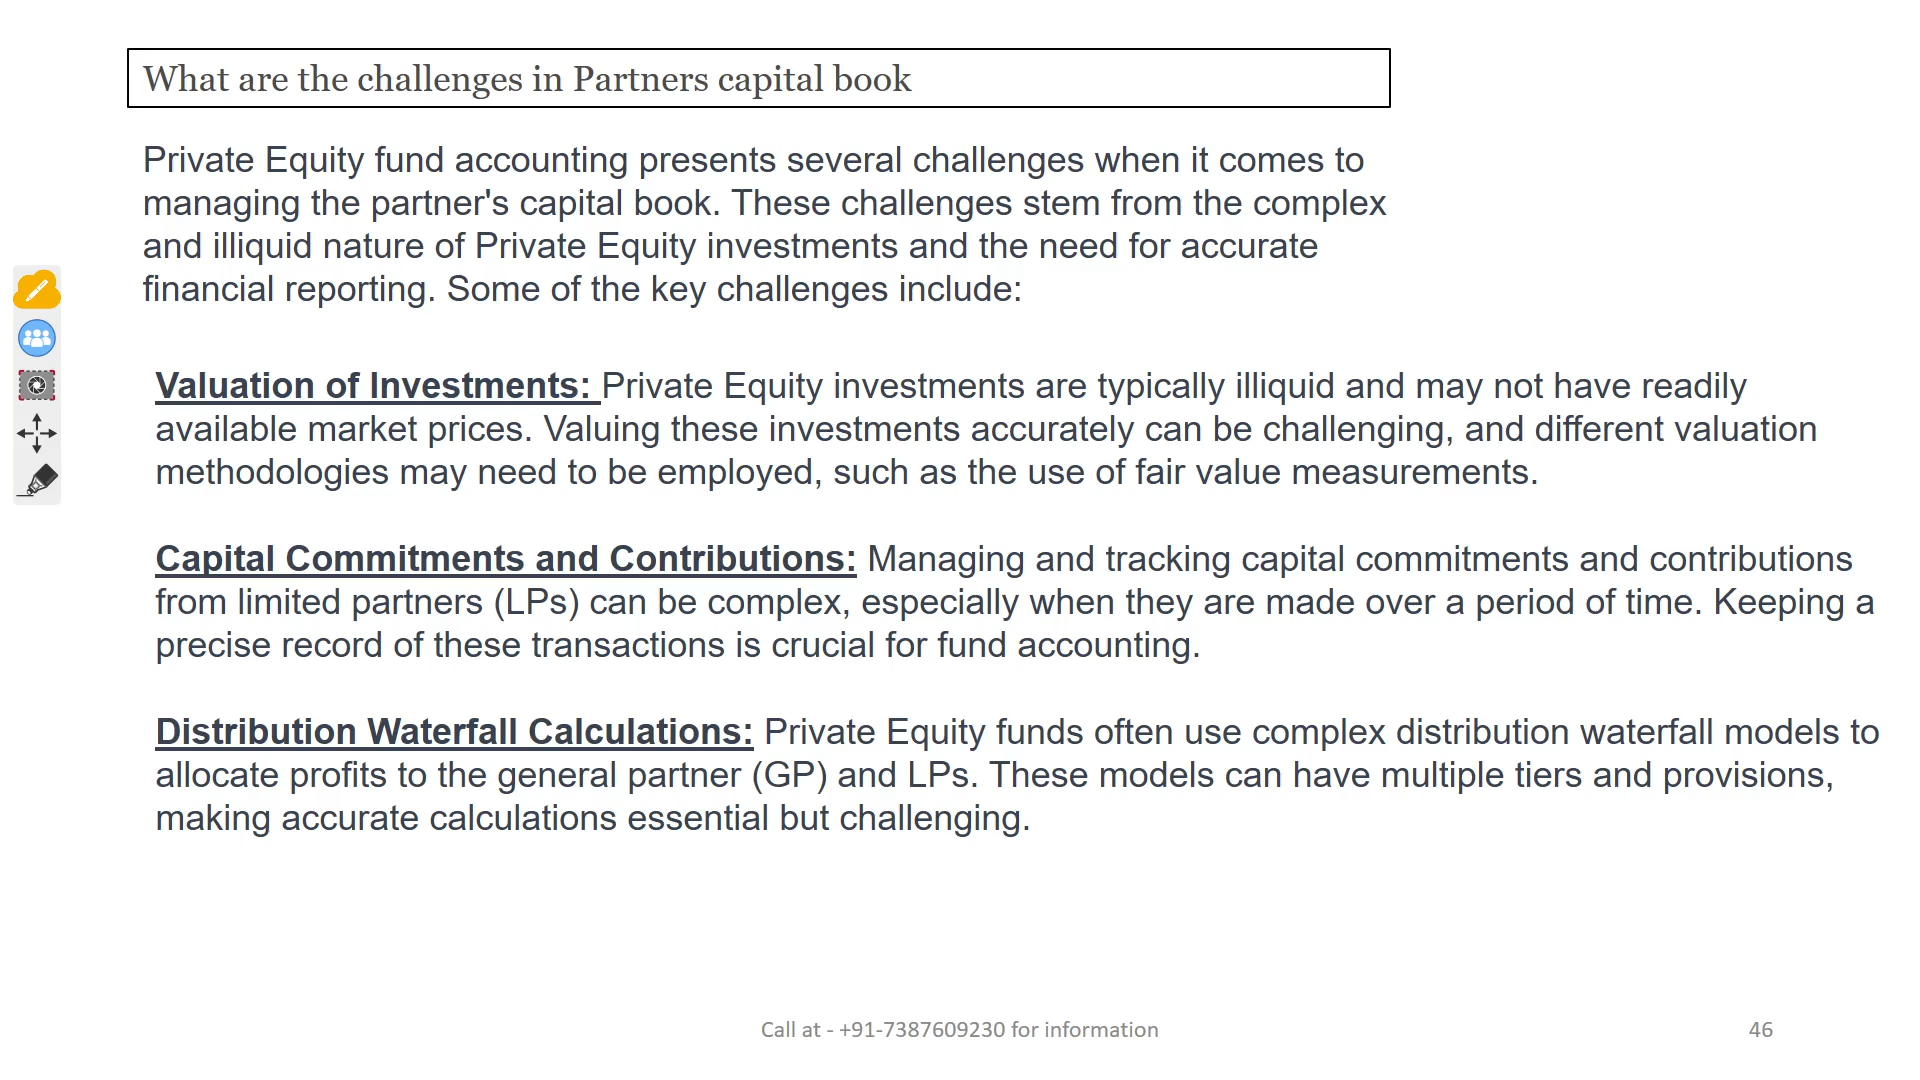 What are the challenges in Partners capital book
Private Equity fund accounting presents several challenges when it comes to
managing the partner's capital book. These challenges stem from the complex
and illiquid nature of Private Equity investments and the need for accurate
financial reporting. Some of the key challenges include:
Valuation of Investments: Private Equity investments are typically illiquid and may not have readily
available market prices. Valuing these investments accurately can be challenging, and different valuation
methodologies may need to be employed, such as the use of fair value measurements.
Capital Commitments and Contributions: Managing and tracking capital commitments and contributions
from limited partners (LPs) can be complex, especially when they are made over a period of time. Keeping a
precise record of these transactions is crucial for fund accounting.
Distribution Waterfall Calculations: Private Equity funds often use complex distribution waterfall models to
allocate profits to the general partner (GP) and LPs. These models can have multiple tiers and provisions,
making accurate calculations essential but challenging.
Call at - +91-7387609230 for information
46